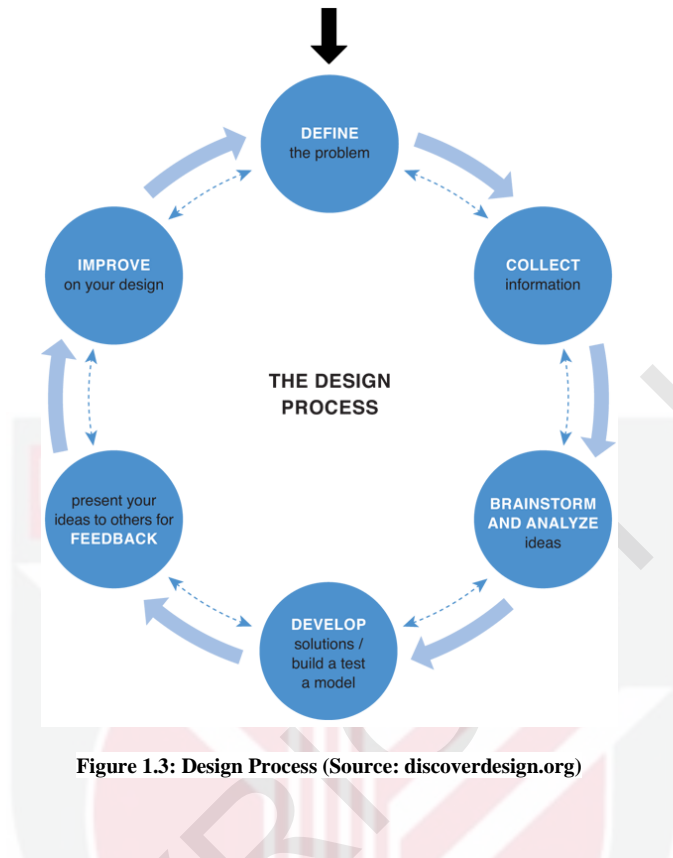 DEFINE
the problem
COLLECT
information
BRAINSTORM
AND ANALYZE
ideas
DEVELOP
solutions /
build a test
a model
present your
ideas to others for
FEEDBACK
IMPROVE
on your design
THE DESIGN
PROCESS
Figure 1.3: Design Process (Source: discoverdesign.org)